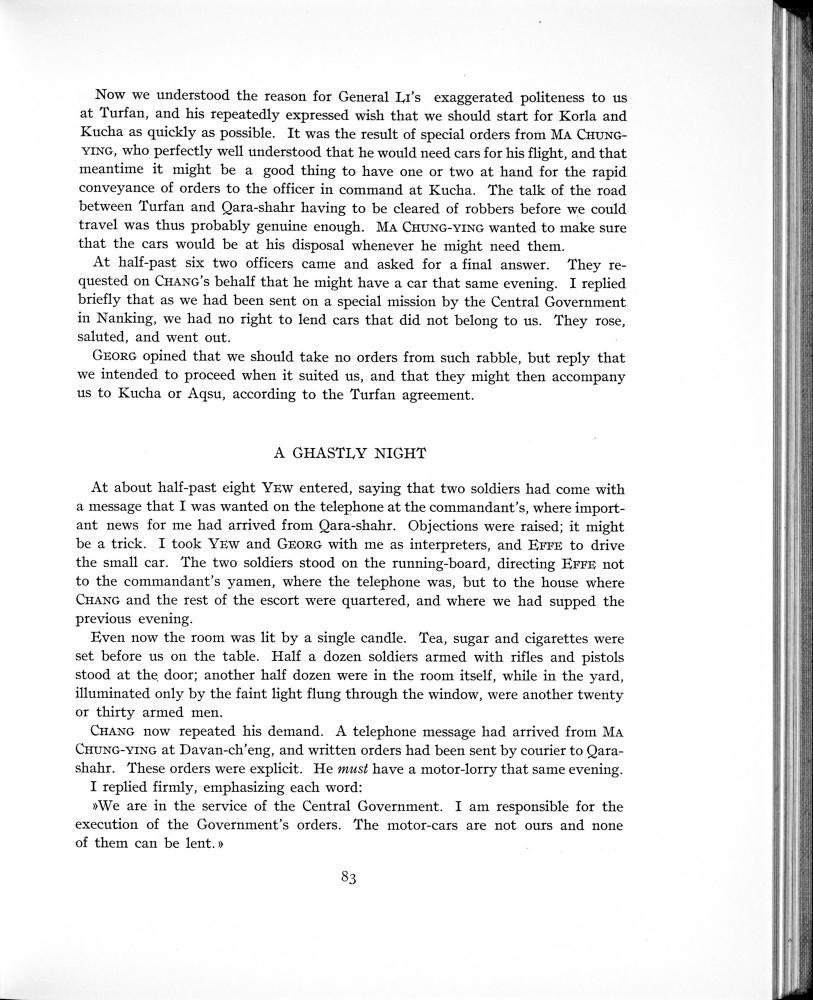 Now we understood the reason for General Li's exaggerated politeness to us
at Turfan, and his repeatedly expressed wish that we should start for Korla and
Kucha as quickly as possible. It was the result of special orders from MA CHUNG-
YING, who perfectly well understood that he would need cars for his flight, and that
meantime it might be a good thing to have one or two at hand for the rapid
conveyance of orders to the officer in command at Kucha. The talk of the road
between Turfan and Qara-shahr having to be cleared of robbers before we could
travel was thus probably genuine enough. MA CHUNG-YING wanted to make sure
that the cars would be at his disposal whenever he might need them.
At half-past six two officers came and asked for a final answer. They re-
quested on CHANG's behalf that he might have a car that same evening. I replied
briefly that as we had been sent on a special mission by the Central Government
in Nanking, we had no right to lend cars that did not belong to us. They rose,
saluted, and went out.
GEORG opined that we should take no orders from such rabble, but reply that
we intended to proceed when it suited us, and that they might then accompany
us to Kucha or Aqsu, according to the Turfan agreement.
A GHASTLY NIGHT
At about half-past eight YEW entered, saying that two soldiers had come with
a message that I was wanted on the telephone at the commandant's, where import-
ant news for me had arrived from Qara-shahr. Objections were raised; it might
be a trick. I took YEW and GEORG with me as interpreters, and EFFE to drive
the small car. The two soldiers stood on the running-board, directing EFFE not
to the commandant's yamen, where the telephone was, but to the house where
CHANG and the rest of the escort were quartered, and where we had supped the
previous evening.
Even now the room was lit by a single candle. Tea, sugar and cigarettes were
set before us on the table. Half a dozen soldiers armed with rifles and pistols
stood at the door; another half dozen were in the room itself, while in the yard,
illuminated only by the faint light flung through the window, were another twenty
or thirty armed men.
CHANG now repeated his demand. A telephone message had arrived from MA
CHUNG-YING at Davan-ch'eng, and written orders had been sent by courier to Qara-
shahr. These orders were explicit. He must have a motor-lorry that same evening.
I replied firmly, emphasizing each word:
»We are in the service of the Central Government. I am responsible for the
execution of the Government's orders. The motor-cars are not ours and none
of them can be lent.»
83